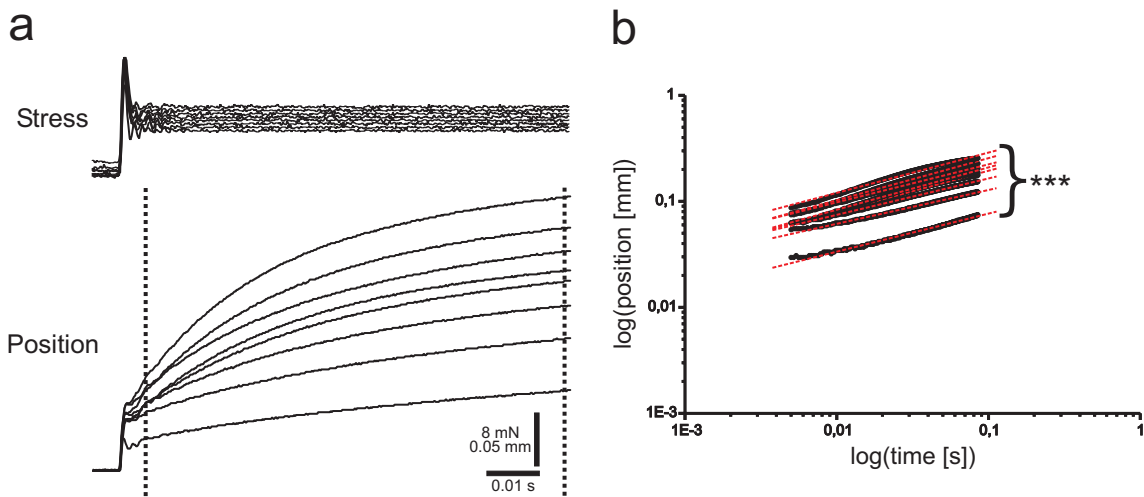 a
Stress
Position
8 mN
0.05 mm
0.01 s
b
log(position [mm])
1
0,1
0,01
1E-3
1E-3
0,01
0,1
1
log(time [s])
***